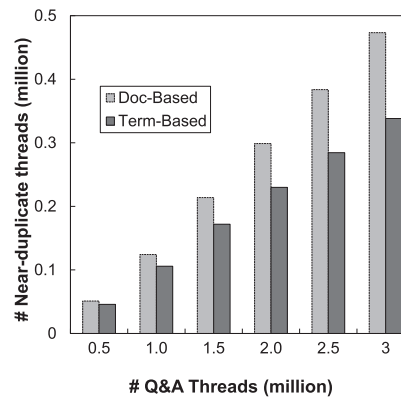 # Near-duplicate threads (million)
0.5
0.4
0.3
0.2
0.1
0
Doc-Based
Term-Based
0.5 1.0 1.5 2.0 2.5 3
# Q&A Threads (million)